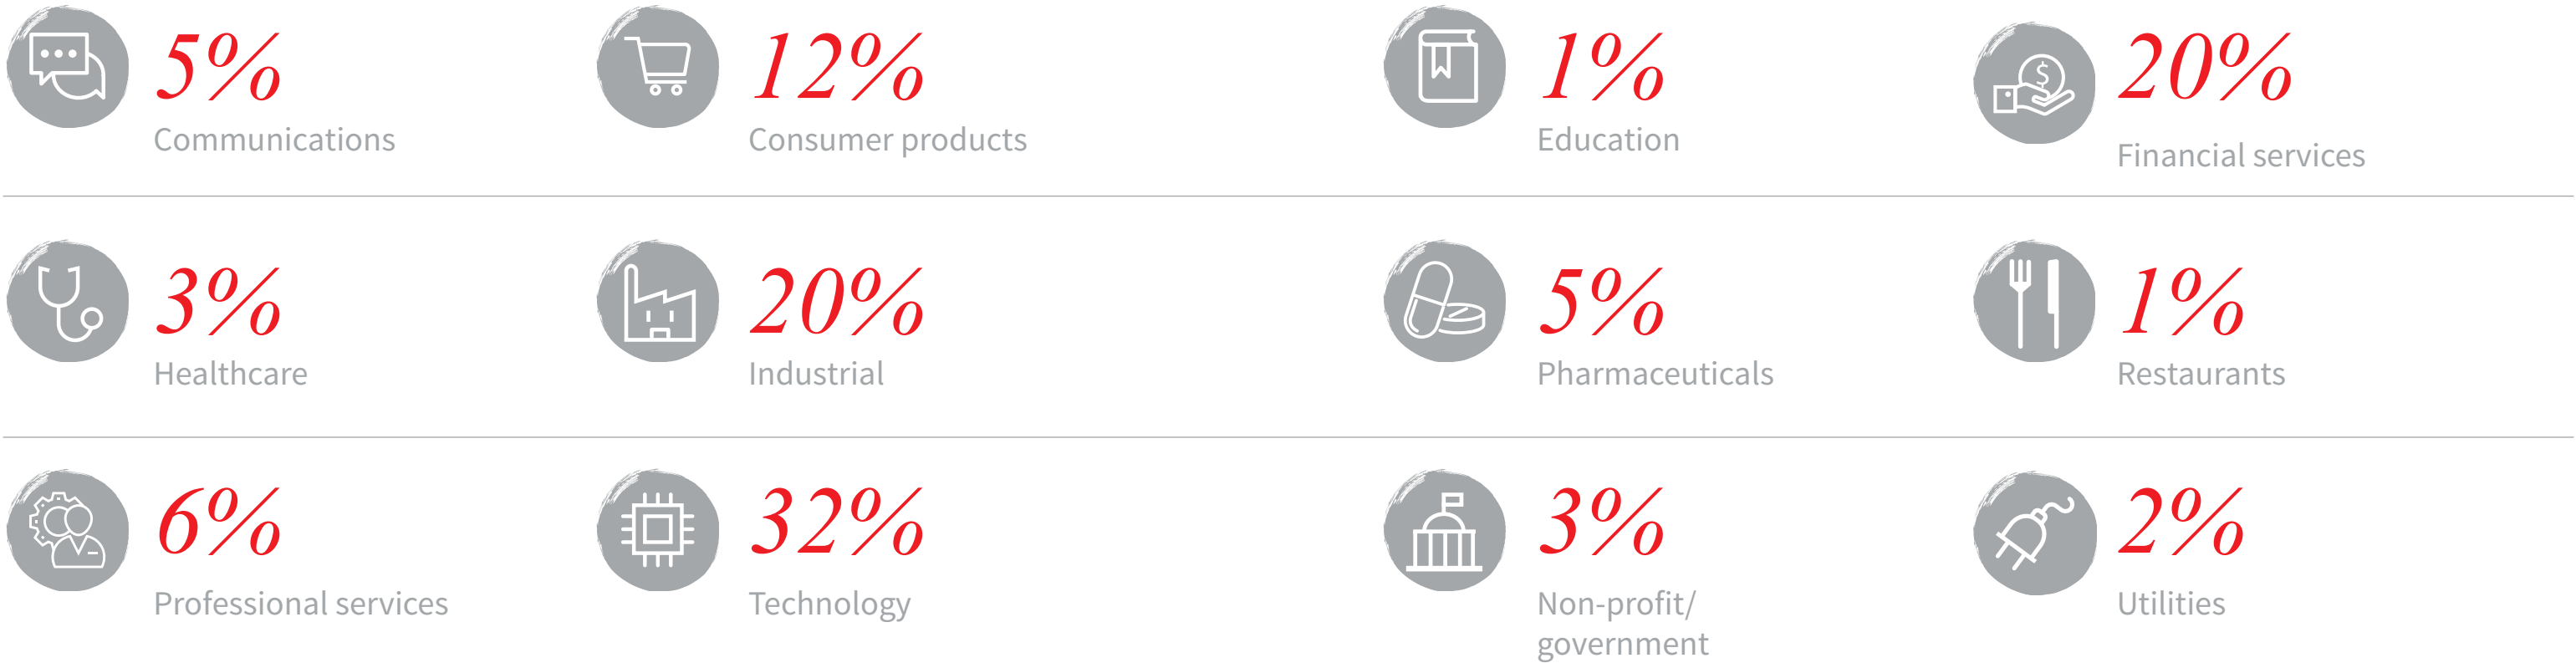 5%
Communications
12%
Consumer products
1%
Education
20%
Financial services
3%
Healthcare
20%
Industrial
5%
Pharmaceuticals
1%
Restaurants
6%
Professional services
32%
Technology
3%
Non-profit/
government
2%
Utilities